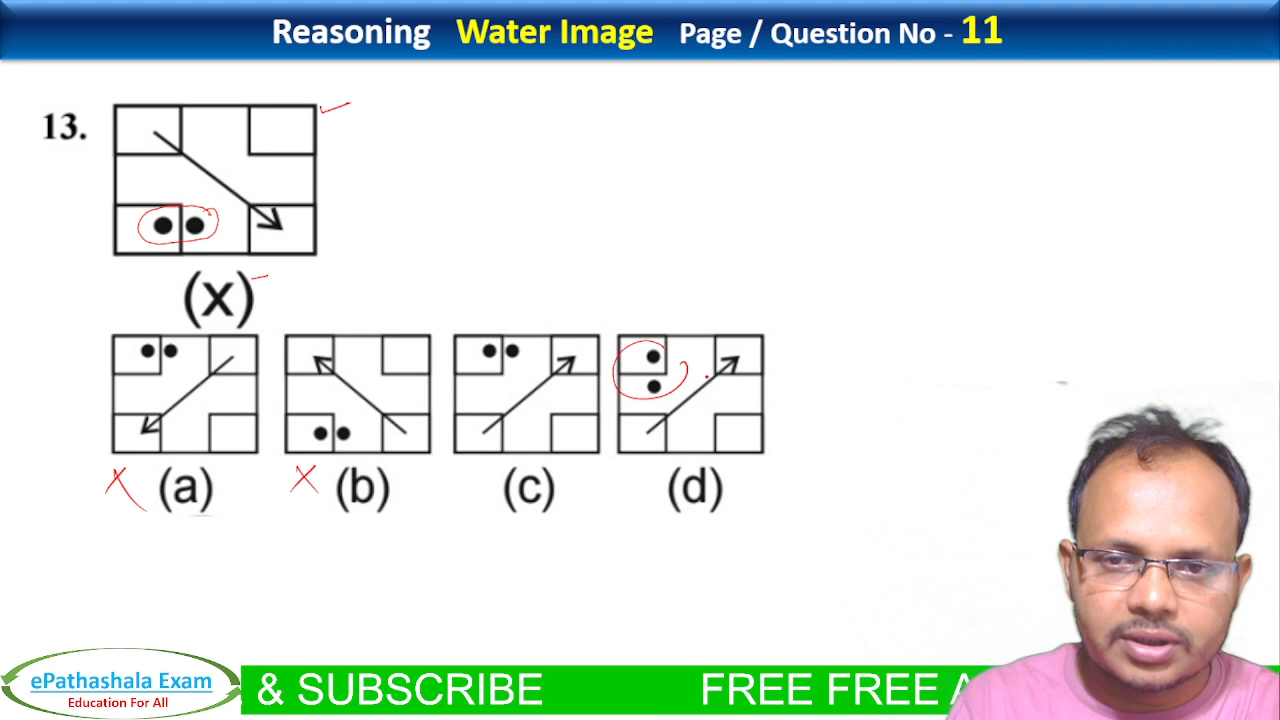 Reasoning Water Image Page / Question No - 11
13.
(x)
(a) (b) (c) (d)
ePathashala Exam
Education For All
& SUBSCRIBE FREE FREE